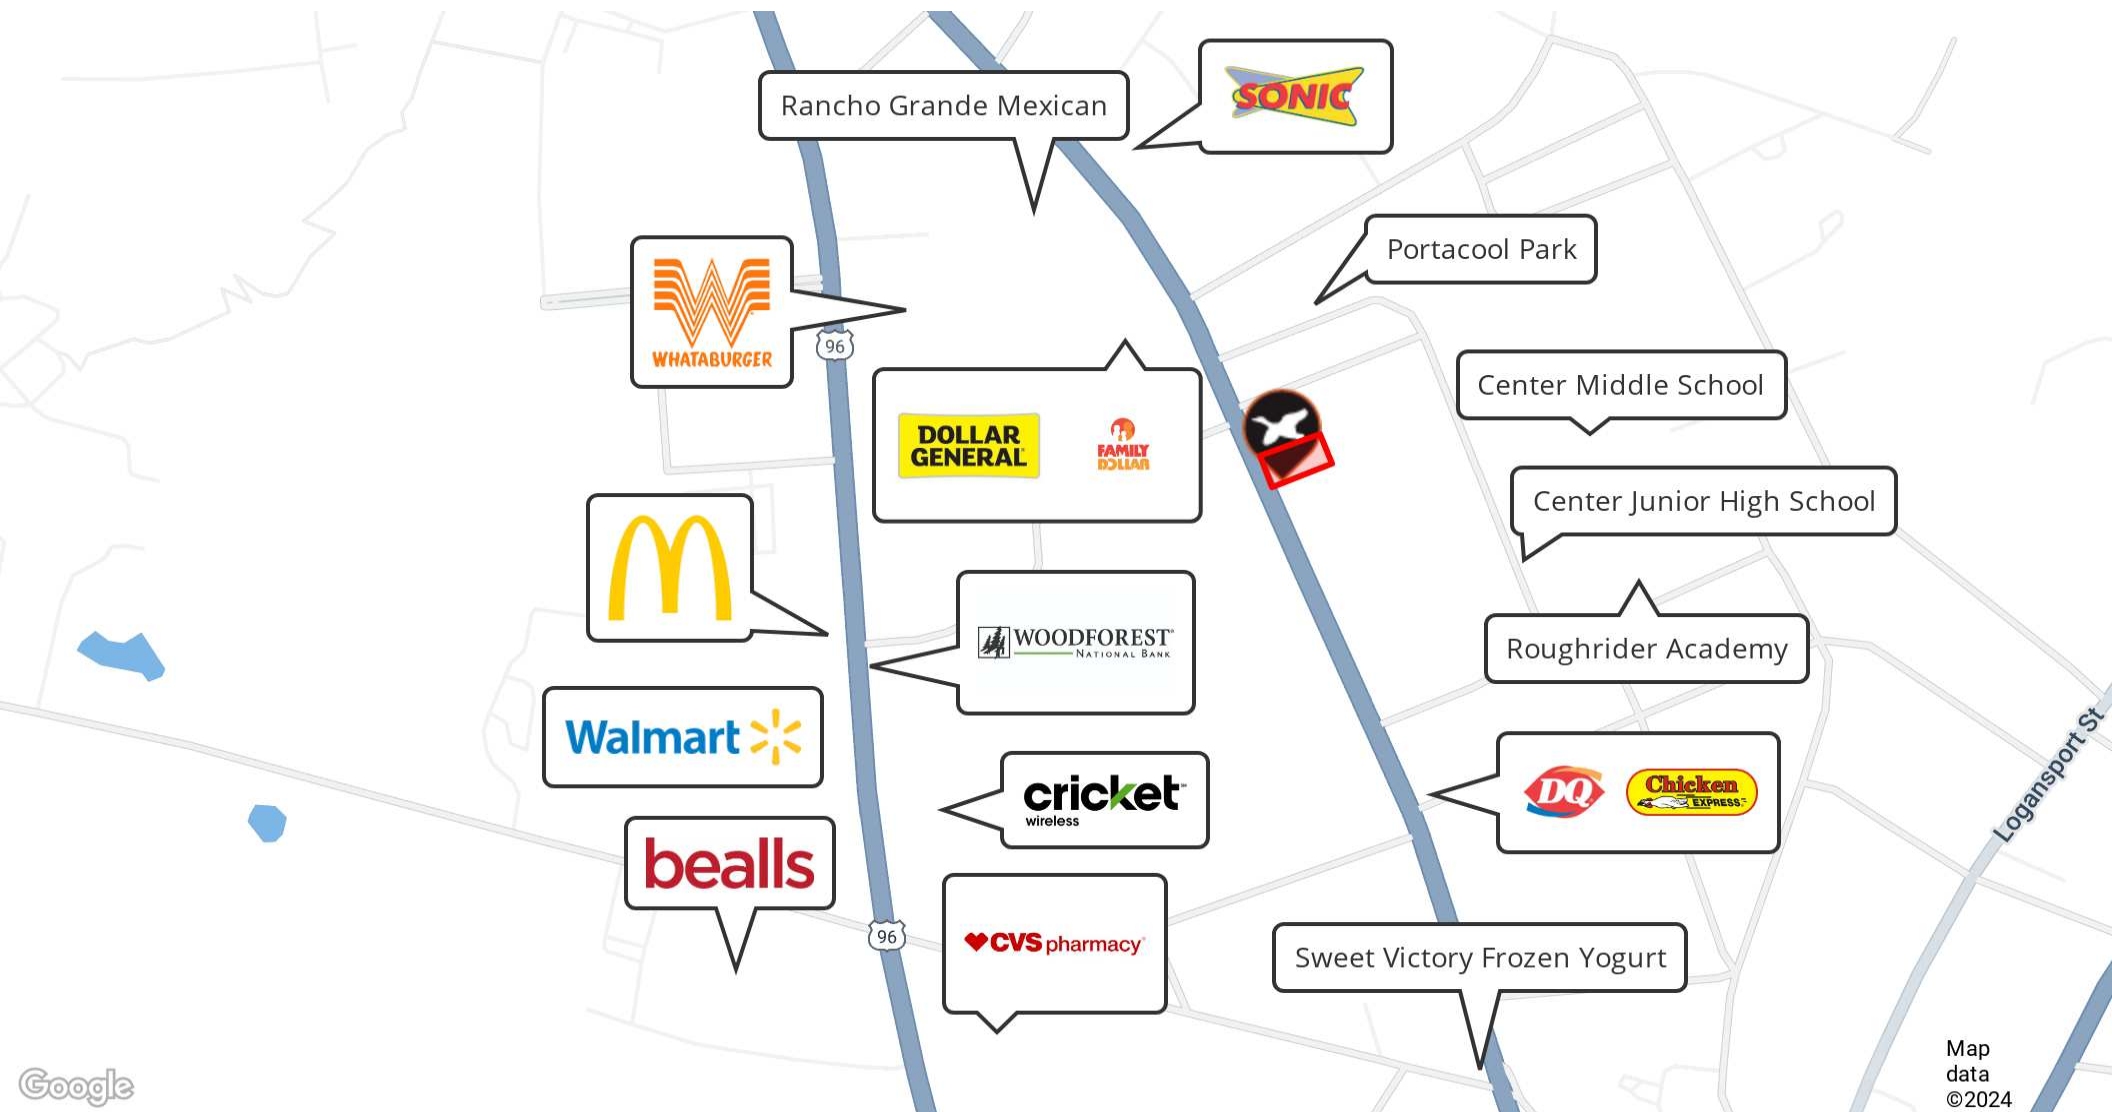 SONIC
Rancho Grande Mexican
Portacool Park
WHATABURGER
96
Center Middle School
DOLLAR
GENERAL
FAMILY
DOLLAR
Center Junior High School
WOODFOREST
NATIONAL BANK
Roughrider Academy
Walmart
cricket
wireless
DQ
Chicken
EXPRESS
Logansport St
bealls
96
CVS pharmacy
Sweet Victory Frozen Yogurt
Google
Map
data
©2024